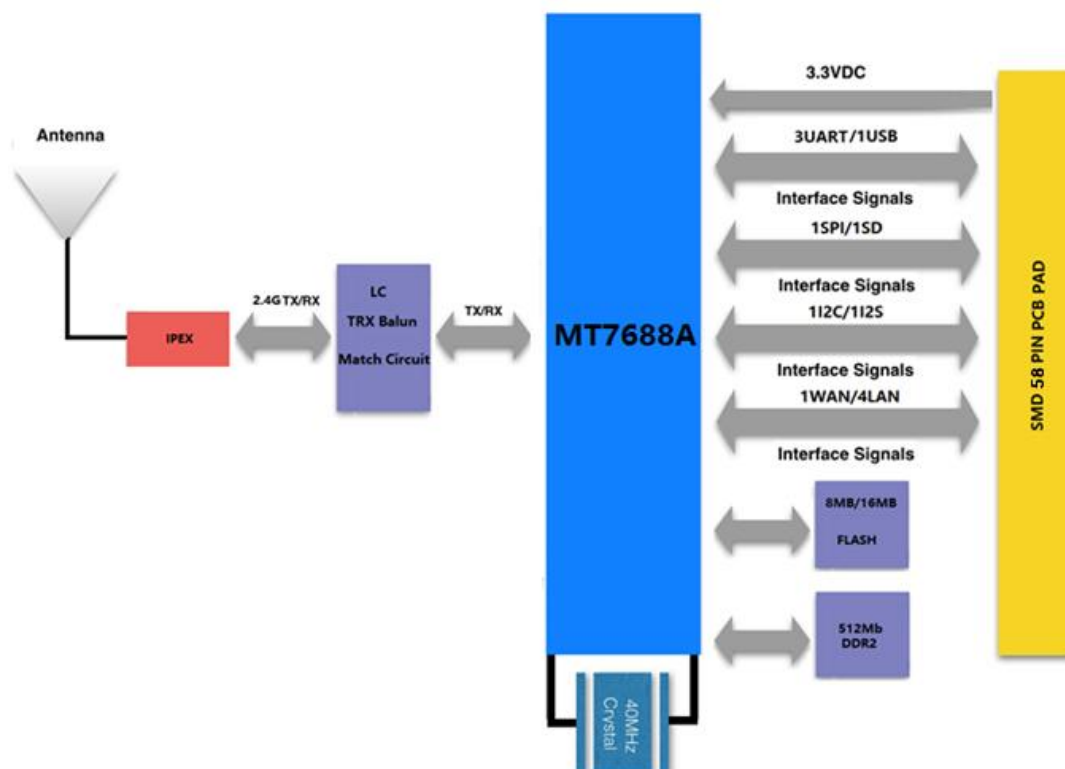 Antenna
IPEX
2.4G TX/RX
LC
TRX Balun
Match Circuit
TX/RX
MT7688A
40MHz
Crystal
3.3VDC
3UART/1USB
Interface Signals
1SPI/1SD
Interface Signals
1I2C/1I2S
Interface Signals
1WAN/4LAN
Interface Signals
8MB/16MB
FLASH
512Mb
DDR2
SMD 58 PIN PCB PAD